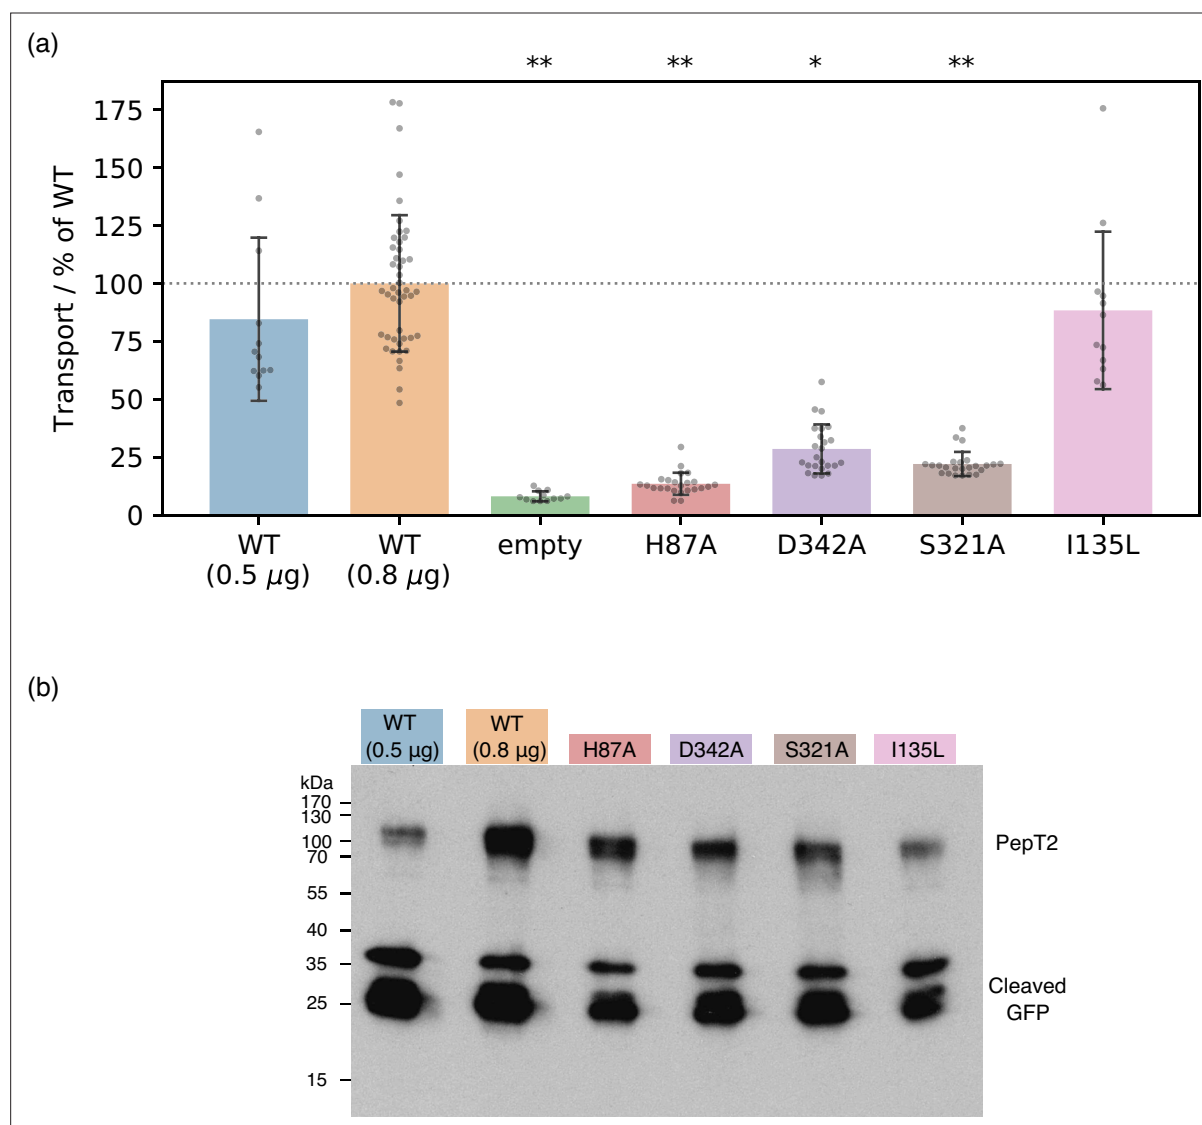 (a)
** ** * **
Transport / % of WT
175
150
125
100
75
50
25
0
WT (0.5 μg)
WT (0.8 μg)
empty
H87A
D342A
S321A
I135L
(b)
WT (0.5 μg)
WT (0.8 μg)
H87A
D342A
S321A
I135L
kDa
170
130
100
70
55
40
35
25
15
PepT2
Cleaved
GFP